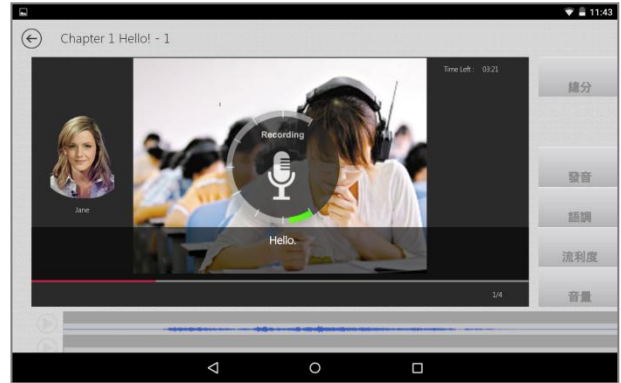 11:43
Chapter 1 Hello! - 1
Time Left : 03:21
總分
Recording
發音
Jane
語調
Hello.
流利度
1/4
音量